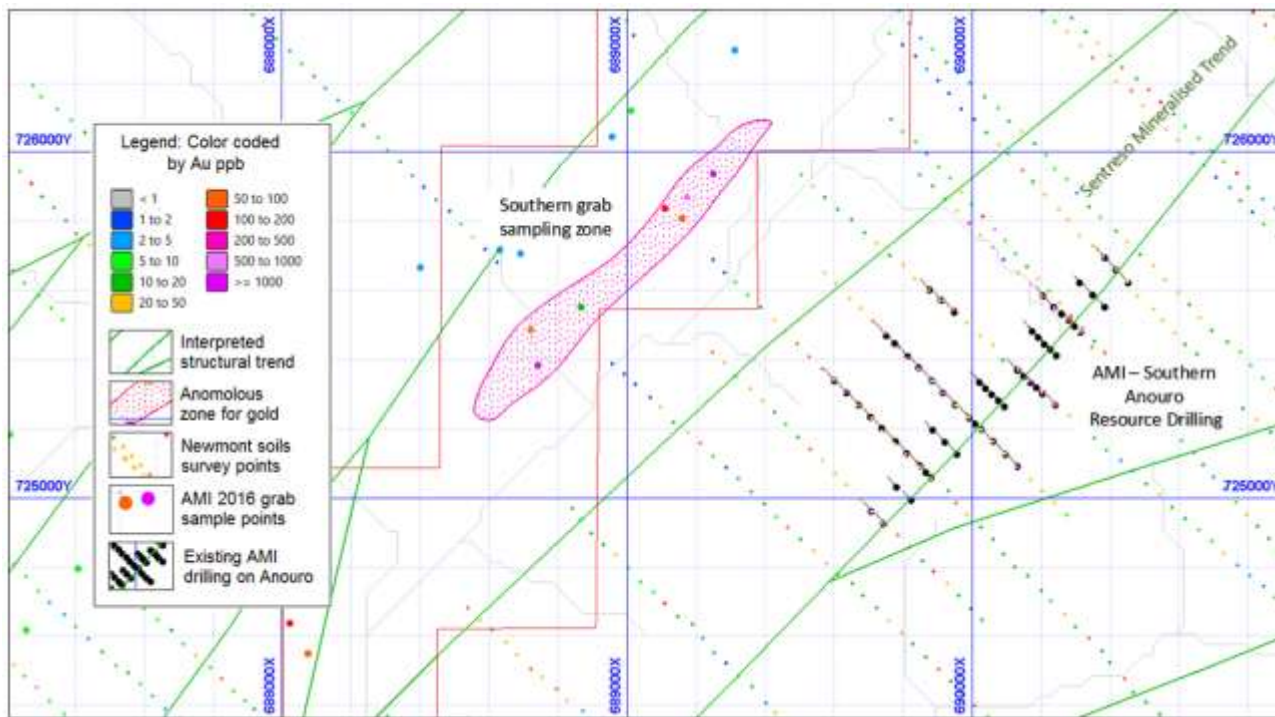 688000X
689000X
690000X
Sentreso Mineralised Trend
726000Y
726000Y
Legend: Color coded
by Au ppb
< 1
1 to 2
2 to 5
5 to 10
10 to 20
20 to 50
50 to 100
100 to 200
200 to 500
500 to 1000
>= 1000
Interpreted
structural trend
Anomolous
zone for gold
Newmont soils
survey points
AMI 2016 grab
sample points
Existing AMI
drilling on Anouro
Southern grab
sampling zone
AMI – Southern
Anouro
Resource Drilling
725000Y
725000Y
688000X
689000X
690000X